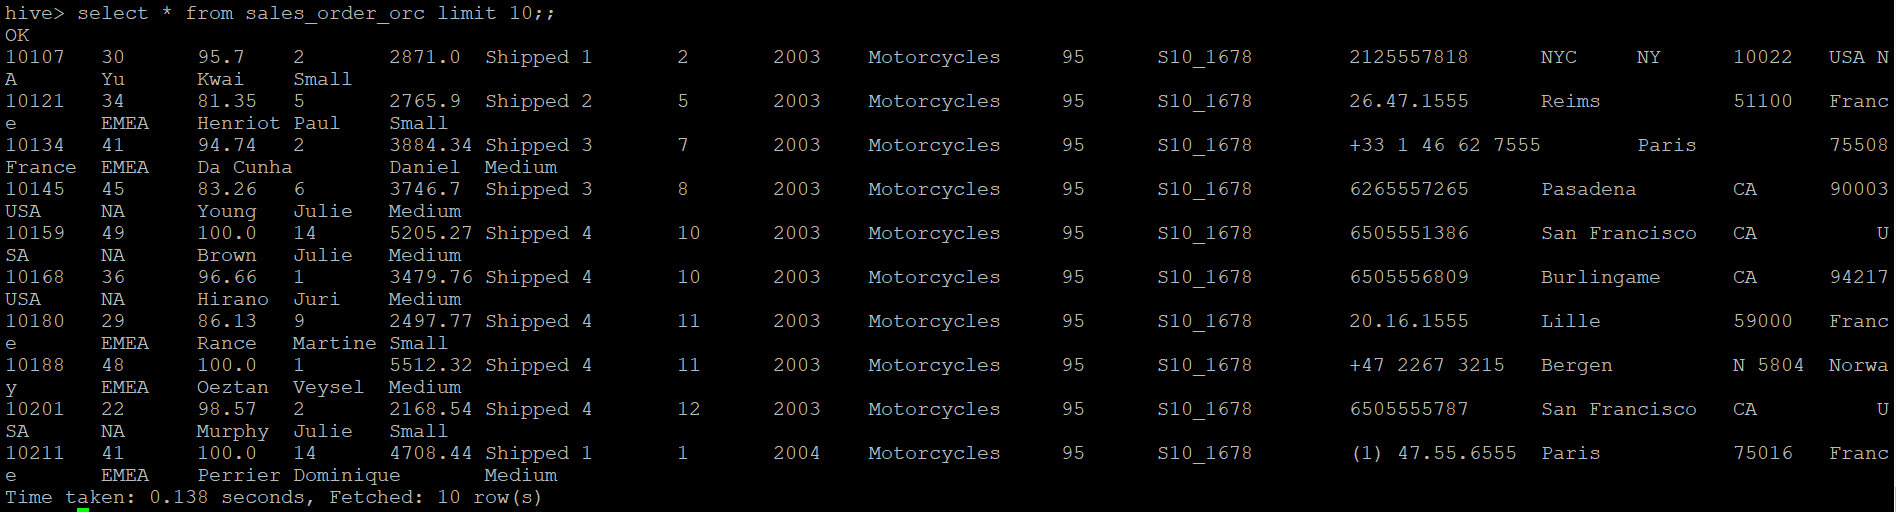 hive> select * from sales_order_orc limit 10;;
OK
10107   30      95.7    2       2871.0  Shipped 1       2       2003    Motorcycles     95      S10_1678        2125557818      NYC     NY      10022   USA N
A       Yu      Kwai    Small
10121   34      81.35   5       2765.9  Shipped 2       5       2003    Motorcycles     95      S10_1678        26.47.1555      Reims           51100   Franc
e       EMEA    Henriot Paul    Small
10134   41      94.74   2       3884.34 Shipped 3       7       2003    Motorcycles     95      S10_1678        +33 1 46 62 7555        Paris           75508
France  EMEA    Da Cunha        Daniel  Medium
10145   45      83.26   6       3746.7  Shipped 3       8       2003    Motorcycles     95      S10_1678        6265557265      Pasadena        CA      90003
USA     NA      Young   Julie   Medium
10159   49      100.0   14      5205.27 Shipped 4       10      2003    Motorcycles     95      S10_1678        6505551386      San Francisco   CA          U
SA      NA      Brown   Julie   Medium
10168   36      96.66   1       3479.76 Shipped 4       10      2003    Motorcycles     95      S10_1678        6505556809      Burlingame      CA      94217
USA     NA      Hirano  Juri    Medium
10180   29      86.13   9       2497.77 Shipped 4       11      2003    Motorcycles     95      S10_1678        20.16.1555      Lille           59000   Franc
e       EMEA    Rance   Martine Small
10188   48      100.0   1       5512.32 Shipped 4       11      2003    Motorcycles     95      S10_1678        +47 2267 3215   Bergen          N 5804  Norwa
y       EMEA    Oeztan  Veysel  Medium
10201   22      98.57   2       2168.54 Shipped 4       12      2003    Motorcycles     95      S10_1678        6505555787      San Francisco   CA          U
SA      NA      Murphy  Julie   Small
10211   41      100.0   14      4708.44 Shipped 1       1       2004    Motorcycles     95      S10_1678        (1) 47.55.6555  Paris           75016   Franc
e       EMEA    Perrier Dominique       Medium
Time taken: 0.138 seconds, Fetched: 10 row(s)